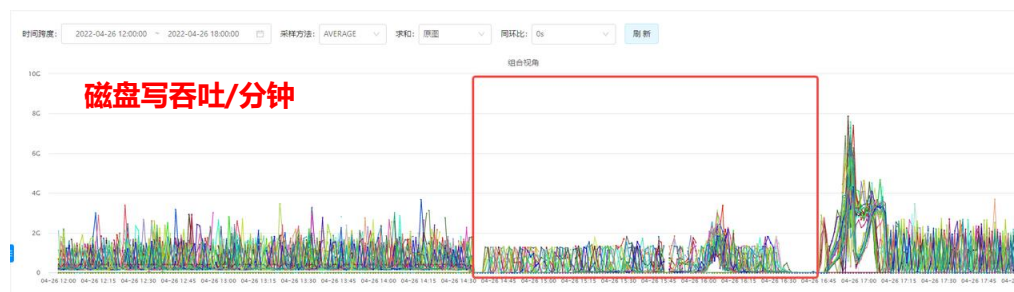 时间跨度： 2022-04-26 12:00:00 ~ 2022-04-26 18:00:00 采样方法： AVERAGE 求和： 原图 同环比： 0s 刷新
组合视角
10G
磁盘写吞吐/分钟
8G
6G
4G
2G
0
04-26 12:00 04-26 12:15 04-26 12:30 04-26 12:45 04-26 13:00 04-26 13:15 04-26 13:30 04-26 13:45 04-26 14:00 04-26 14:15 04-26 14:30 04-26 14:45 04-26 15:00 04-26 15:15 04-26 15:30 04-26 15:45 04-26 16:00 04-26 16:15 04-26 16:30 04-26 16:45 04-26 17:00 04-26 17:15 04-26 17:30 04-26 17:45 04-